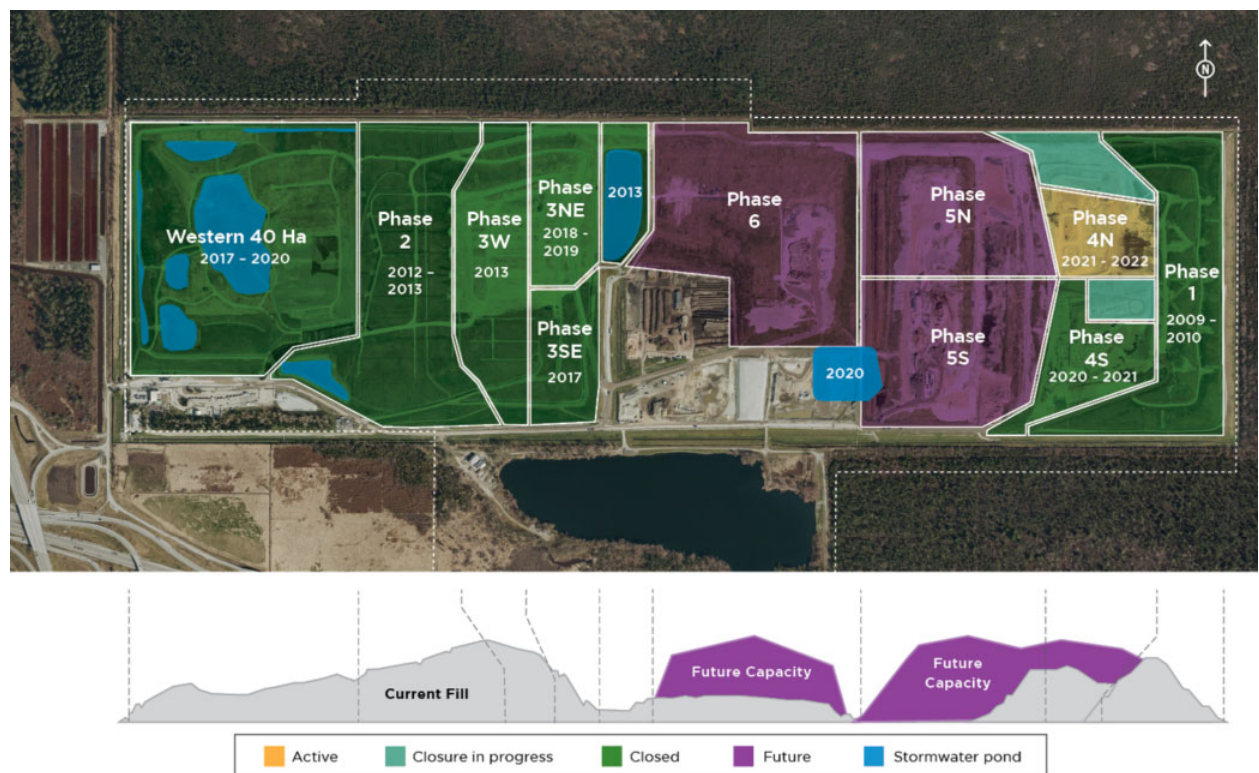 N
Western 40 Ha
2017 – 2020
Phase
2
2012 –
2013
Phase
3W
2013
Phase
3NE
2018 -
2019
Phase
3SE
2017
2013
Phase
6
2020
Phase
5N
Phase
5S
Phase
4N
2021 - 2022
Phase
4S
2020 - 2021
Phase
1
2009 -
2010
Current Fill
Future Capacity
Future
Capacity
Active
Closure in progress
Closed
Future
Stormwater pond